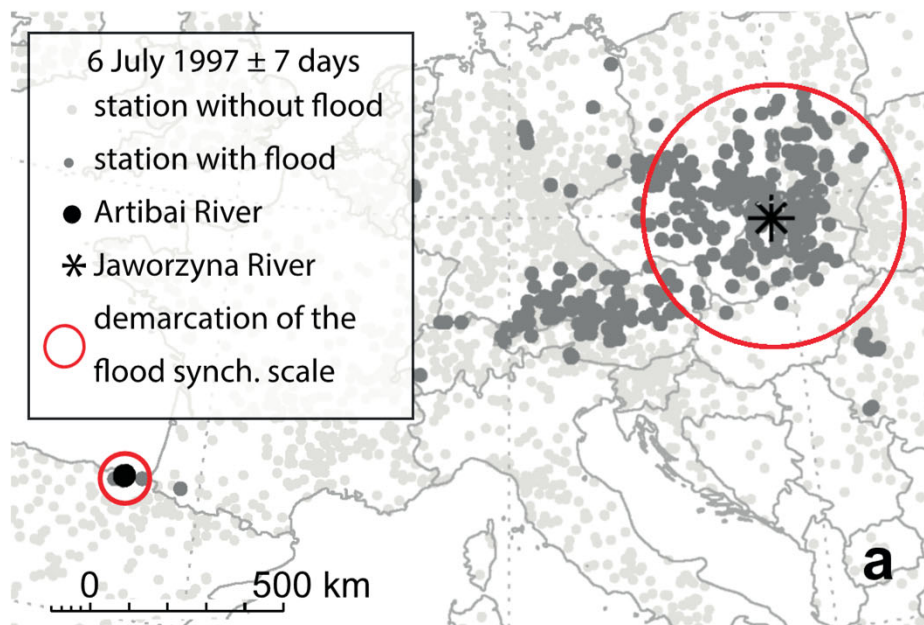 6 July 1997 ± 7 days
station without flood
station with flood
Artibai River
Jaworzyna River
demarcation of the
flood synch. scale
a
0 500 km